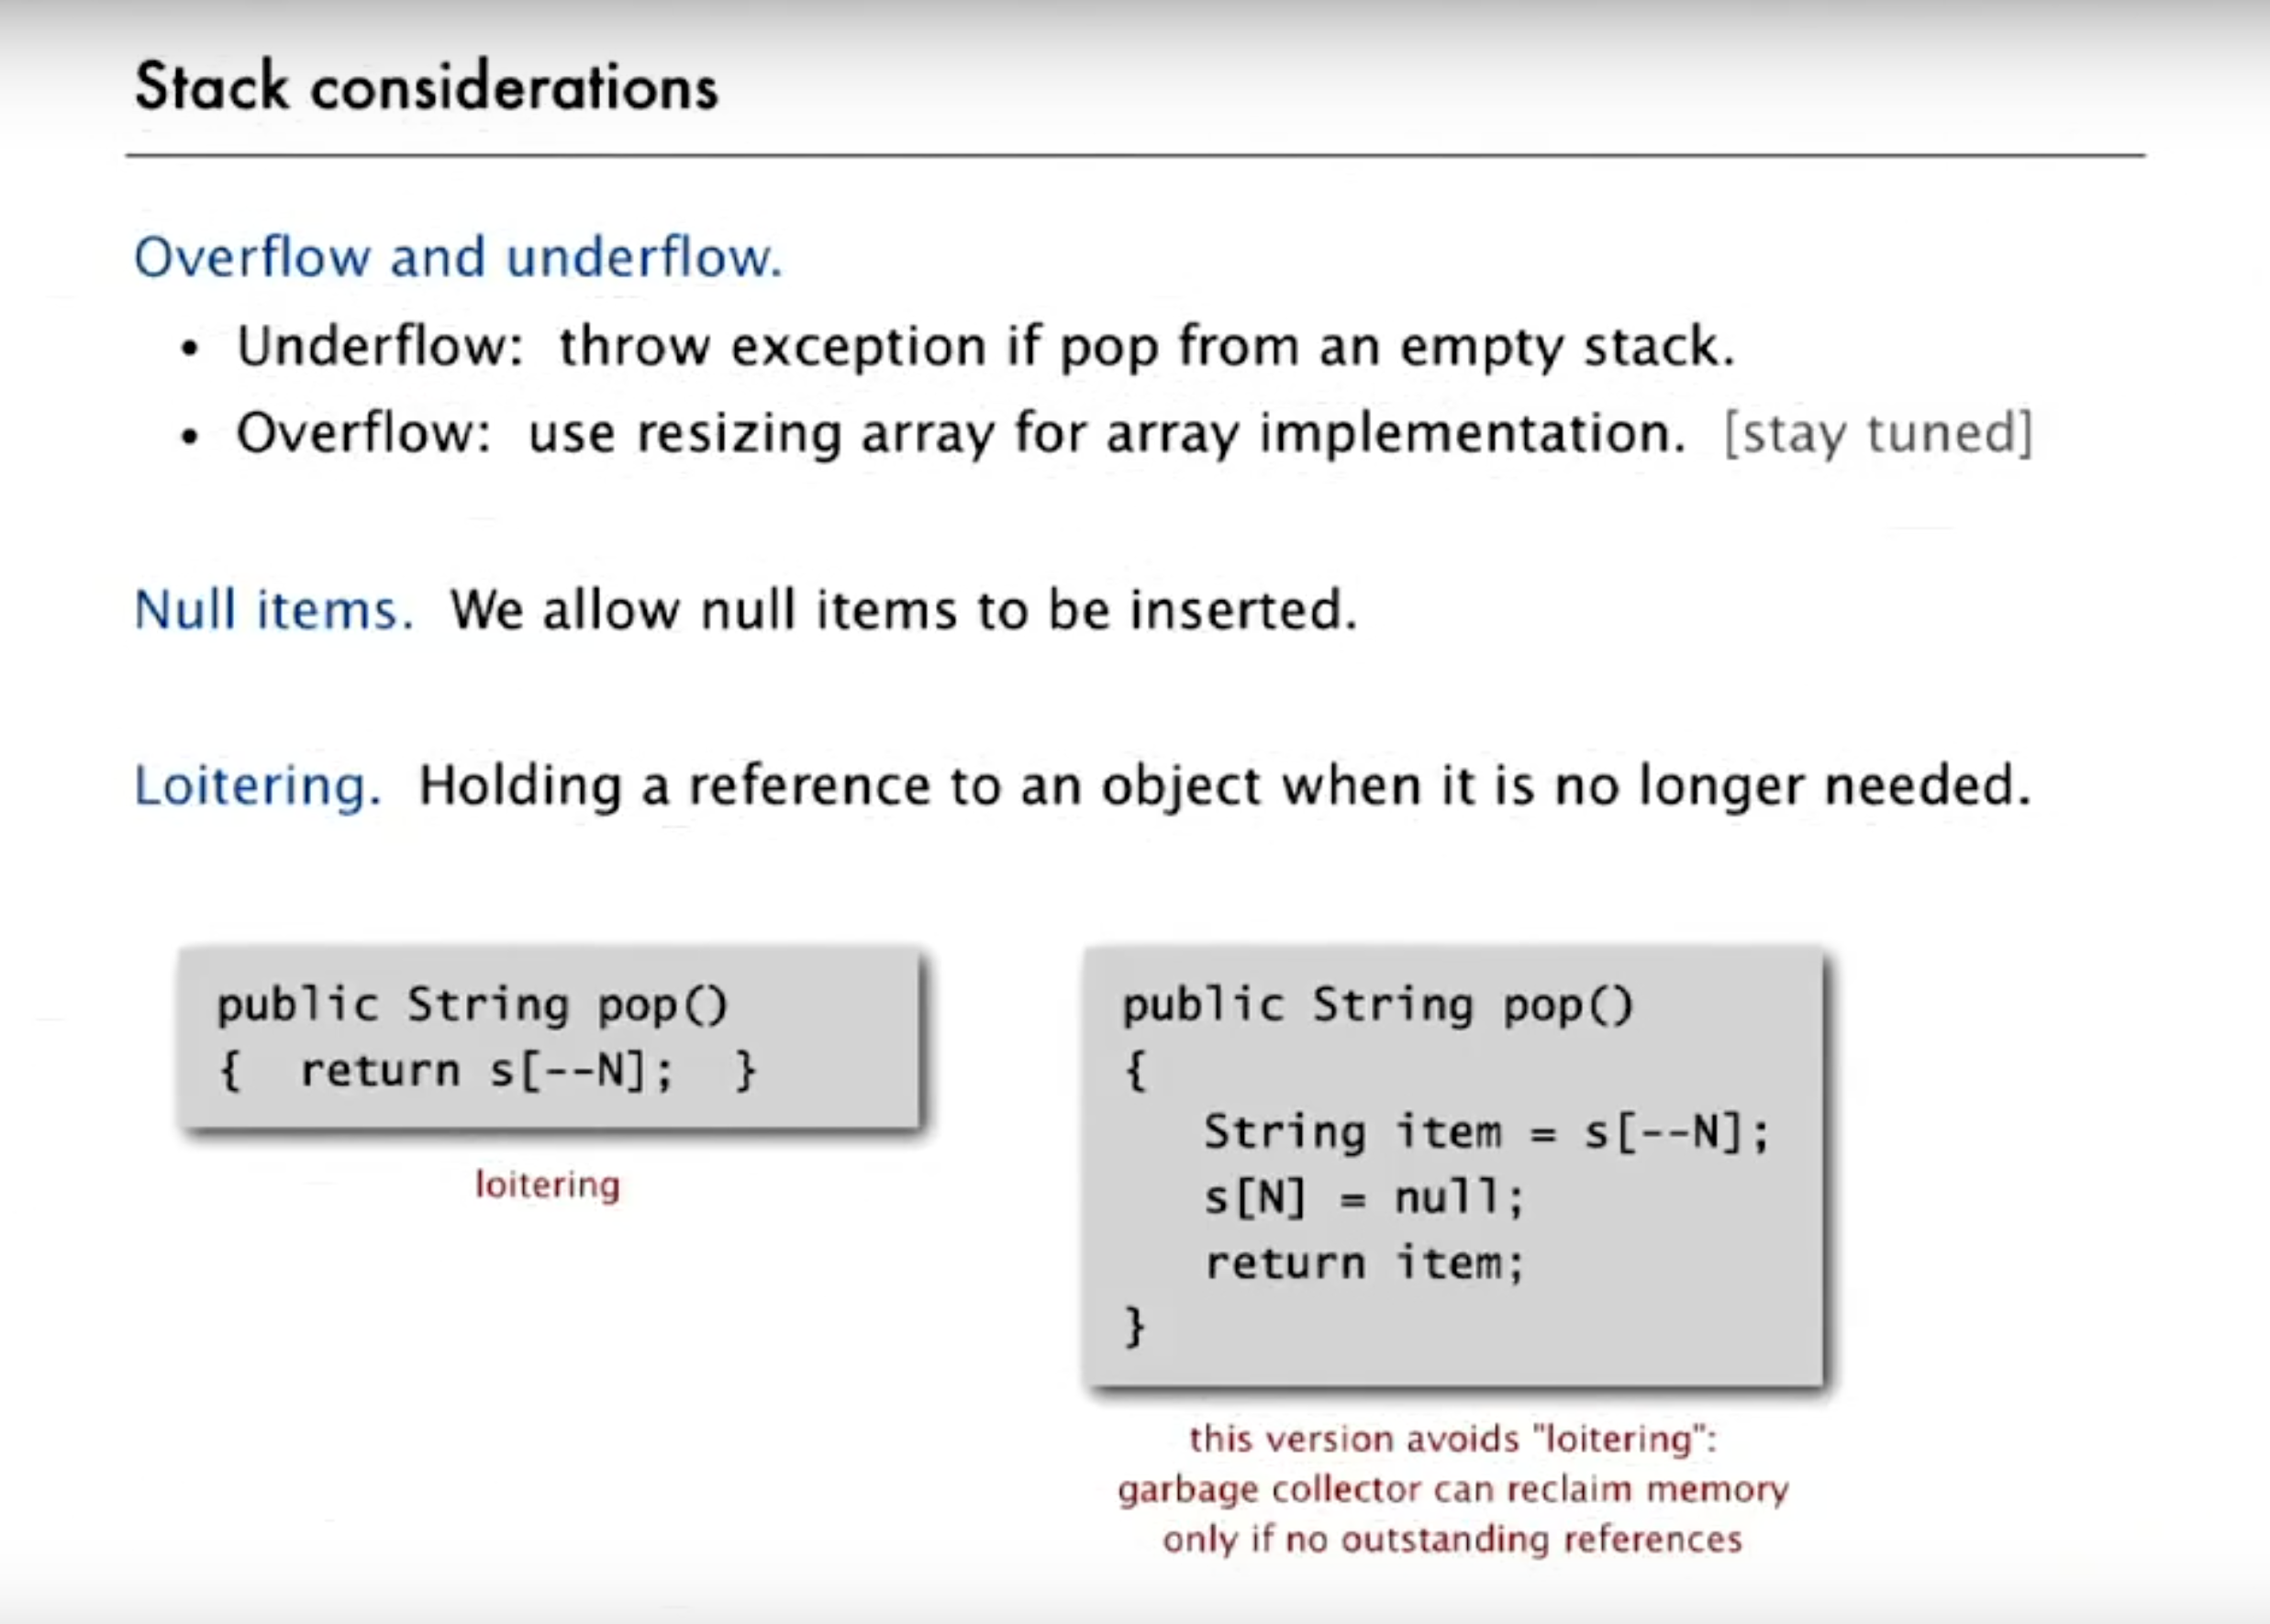 Stack considerations
Overflow and underflow.
• Underflow: throw exception if pop from an empty stack.
• Overflow: use resizing array for array implementation. [stay tuned]
Null items. We allow null items to be inserted.
Loitering. Holding a reference to an object when it is no longer needed.
public String pop()
{ return s[--N]; }
loitering
public String pop()
{
String item = s[--N];
s[N] = null;
return item;
}
this version avoids "loitering":
garbage collector can reclaim memory
only if no outstanding references